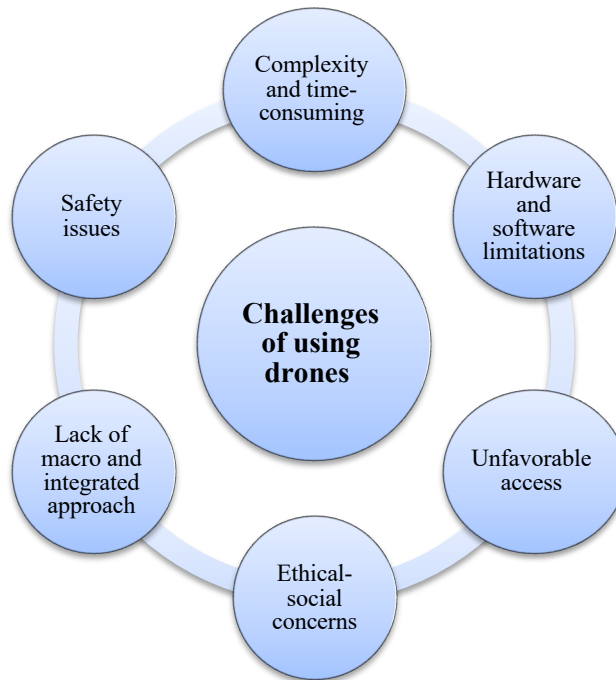 Complexity
and time-
consuming
Hardware
and
software
limitations
Unfavorable
access
Ethical-
social
concerns
Lack of
macro and
integrated
approach
Safety
issues
Challenges
of using
drones